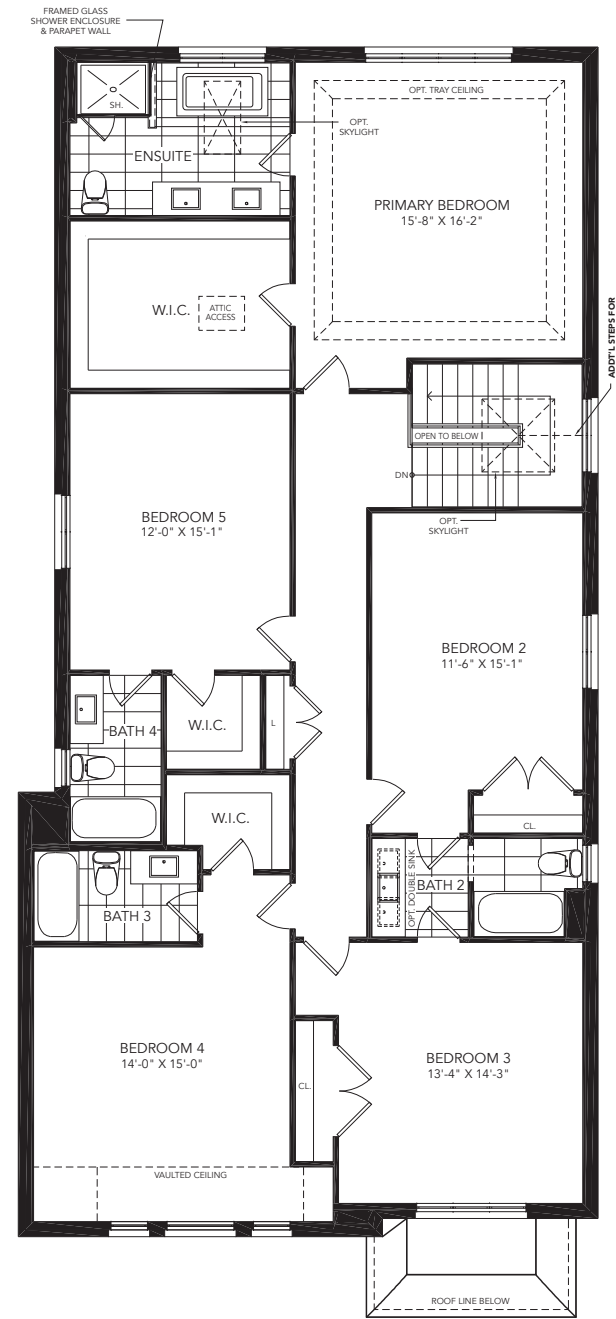 FRAMED GLASS
SHOWER ENCLOSURE
& PARAPET WALL
SH.
ENSUITE
OPT.
SKYLIGHT
OPT. TRAY CEILING
PRIMARY BEDROOM
15'-8" X 16'-2"
W.I.C.
ATTIC
ACCESS
ADDT'L STEPS FOR
OPEN TO BELOW
DN
OPT.
SKYLIGHT
BEDROOM 5
12'-0" X 15'-1"
BEDROOM 2
11'-6" X 15'-1"
BATH 4
W.I.C.
L
W.I.C.
CL.
BATH 3
OPT. DOUBLE SINK
BATH 2
BEDROOM 4
14'-0" X 15'-0"
CL.
BEDROOM 3
13'-4" X 14'-3"
VAULTED CEILING
ROOF LINE BELOW